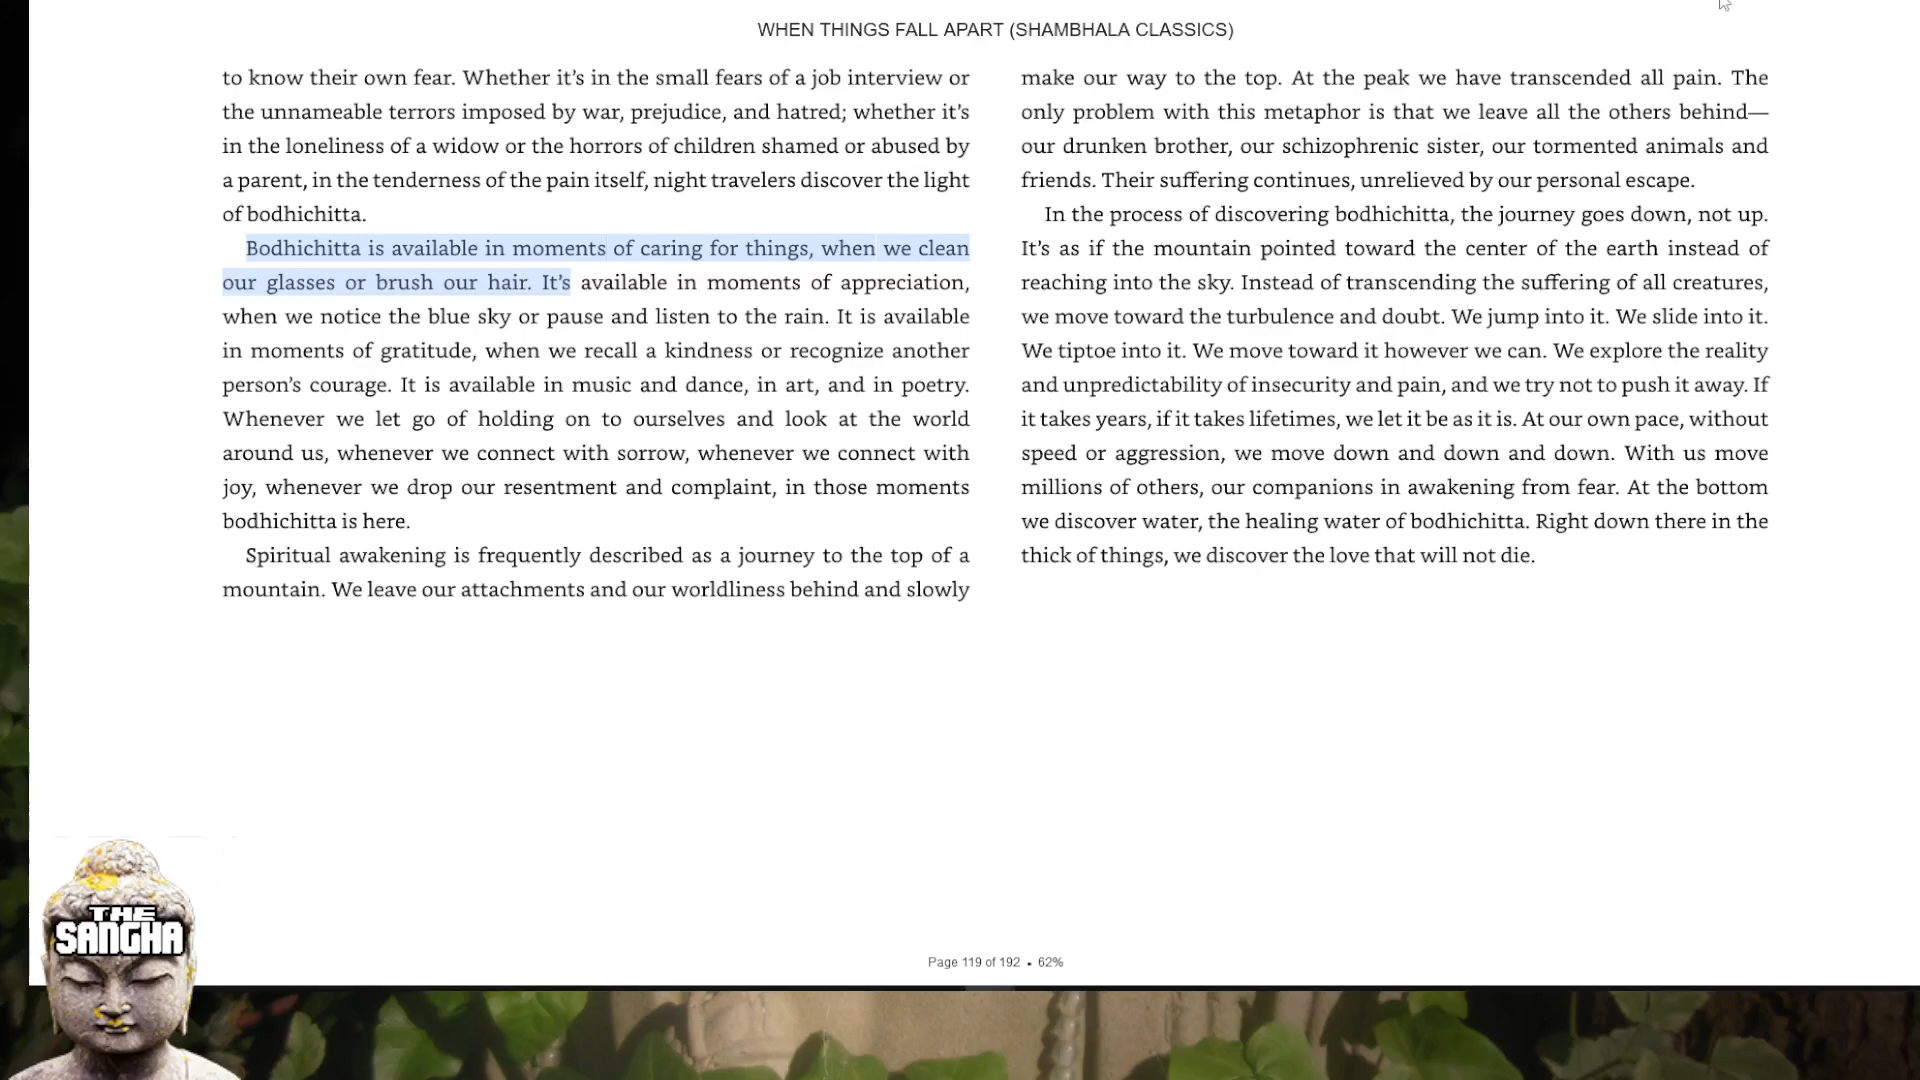 WHEN THINGS FALL APART (SHAMBHALA CLASSICS)
to know their own fear. Whether it’s in the small fears of a job interview or
the unnameable terrors imposed by war, prejudice, and hatred; whether it’s
in the loneliness of a widow or the horrors of children shamed or abused by
a parent, in the tenderness of the pain itself, night travelers discover the light
of bodhichitta.
Bodhichitta is available in moments of caring for things, when we clean
our glasses or brush our hair. It’s available in moments of appreciation,
when we notice the blue sky or pause and listen to the rain. It is available
in moments of gratitude, when we recall a kindness or recognize another
person’s courage. It is available in music and dance, in art, and in poetry.
Whenever we let go of holding on to ourselves and look at the world
around us, whenever we connect with sorrow, whenever we connect with
joy, whenever we drop our resentment and complaint, in those moments
bodhichitta is here.
Spiritual awakening is frequently described as a journey to the top of a
mountain. We leave our attachments and our worldliness behind and slowly
make our way to the top. At the peak we have transcended all pain. The
only problem with this metaphor is that we leave all the others behind—
our drunken brother, our schizophrenic sister, our tormented animals and
friends. Their suffering continues, unrelieved by our personal escape.
In the process of discovering bodhichitta, the journey goes down, not up.
It’s as if the mountain pointed toward the center of the earth instead of
reaching into the sky. Instead of transcending the suffering of all creatures,
we move toward the turbulence and doubt. We jump into it. We slide into it.
We tiptoe into it. We move toward it however we can. We explore the reality
and unpredictability of insecurity and pain, and we try not to push it away. If
it takes years, if it takes lifetimes, we let it be as it is. At our own pace, without
speed or aggression, we move down and down and down. With us move
millions of others, our companions in awakening from fear. At the bottom
we discover water, the healing water of bodhichitta. Right down there in the
thick of things, we discover the love that will not die.
Page 119 of 192 • 62%
THE
SANGHA